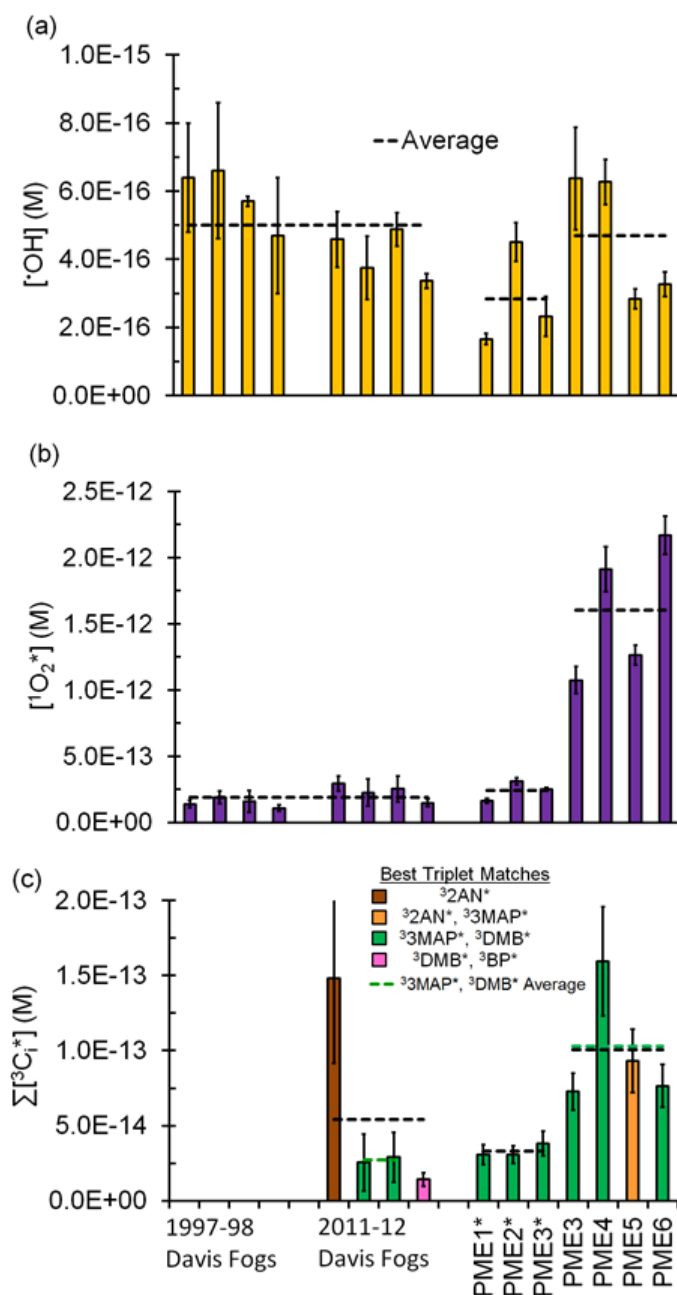 (a)
1.0E-15
8.0E-16
6.0E-16
4.0E-16
2.0E-16
0.0E+00
[•OH] (M)
Average
(b)
2.5E-12
2.0E-12
1.5E-12
1.0E-12
5.0E-13
0.0E+00
[¹O₂*] (M)
(c)
2.0E-13
1.5E-13
1.0E-13
5.0E-14
0.0E+00
Σ[³Cᵢ*] (M)
Best Triplet Matches
³2AN*
³2AN*, ³3MAP*
³3MAP*, ³DMB*
³DMB*, ³BP*
³3MAP*, ³DMB* Average
1997-98
Davis Fogs
2011-12
Davis Fogs
PME1*
PME2*
PME3*
PME3
PME4
PME5
PME6